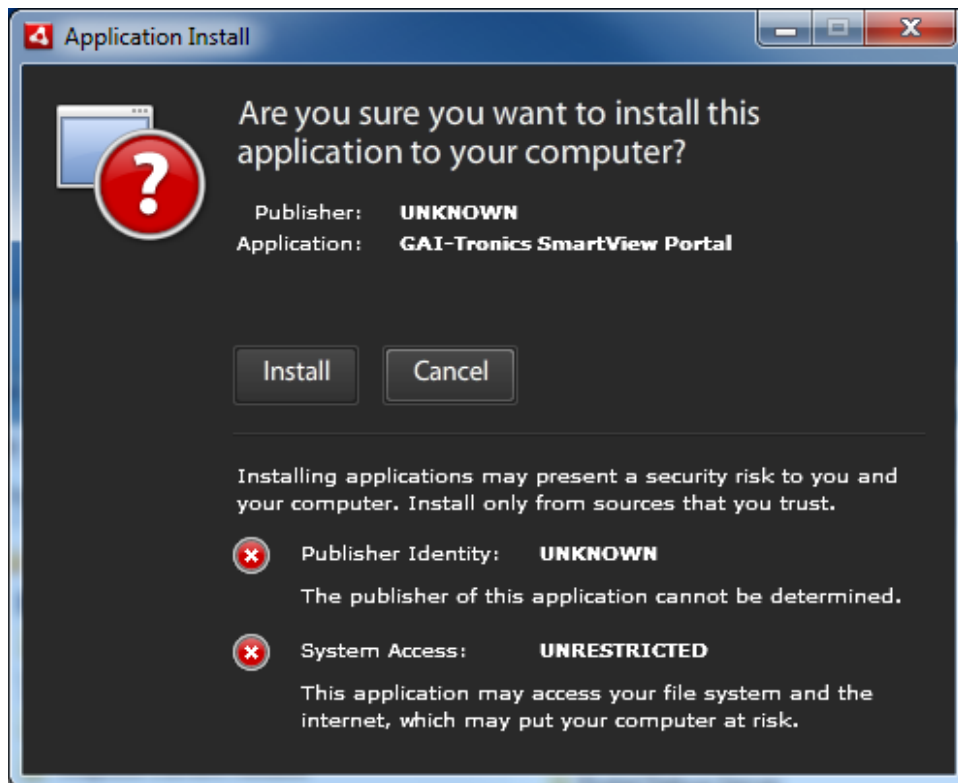 Application Install
Are you sure you want to install this
application to your computer?
Publisher: UNKNOWN
Application: GAI-Tronics SmartView Portal
Install Cancel
Installing applications may present a security risk to you and
your computer. Install only from sources that you trust.
Publisher Identity: UNKNOWN
The publisher of this application cannot be determined.
System Access: UNRESTRICTED
This application may access your file system and the
internet, which may put your computer at risk.